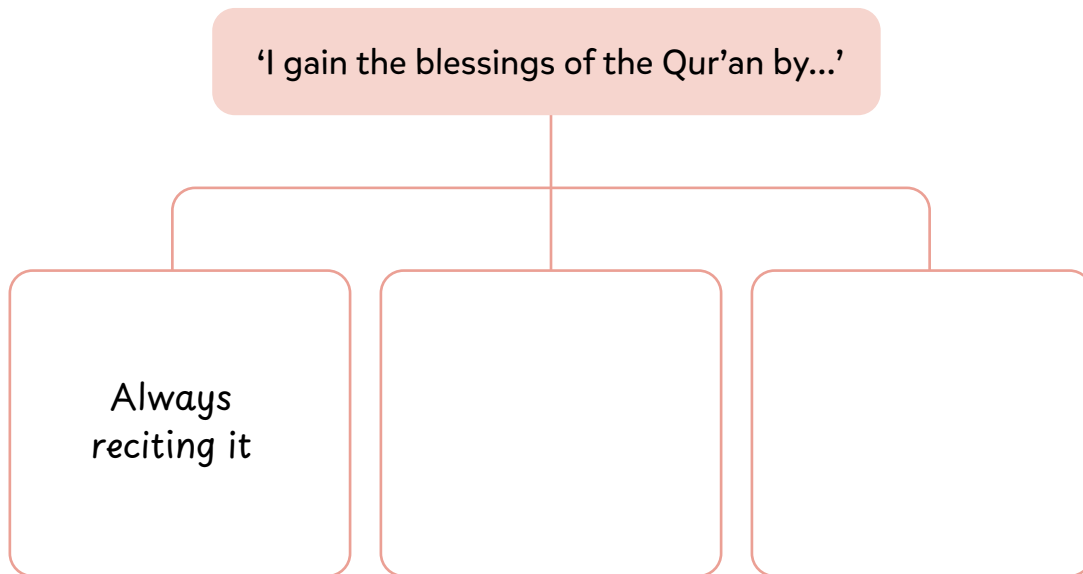 ‘I gain the blessings of the Qur’an by...’
Always
reciting it